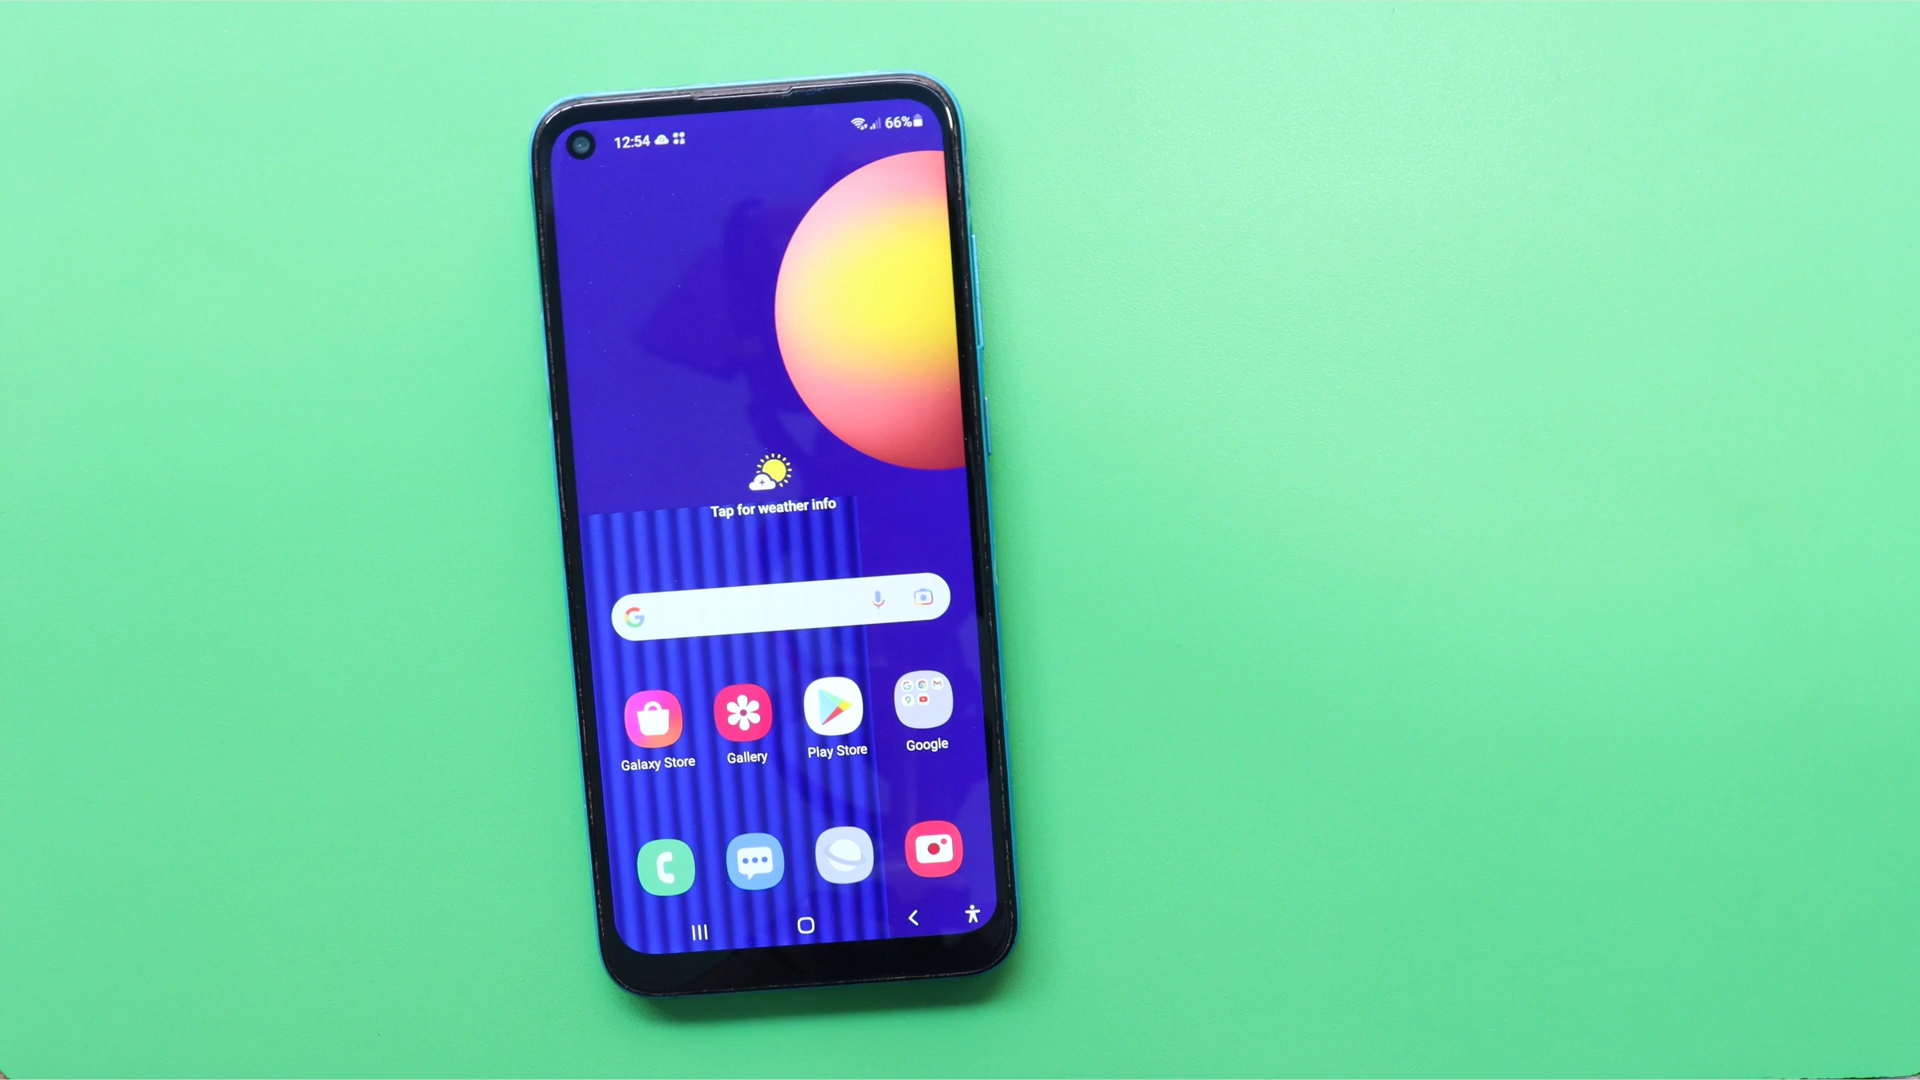 12:54
66%
Tap for weather info
G
Galaxy Store
Gallery
Play Store
Google